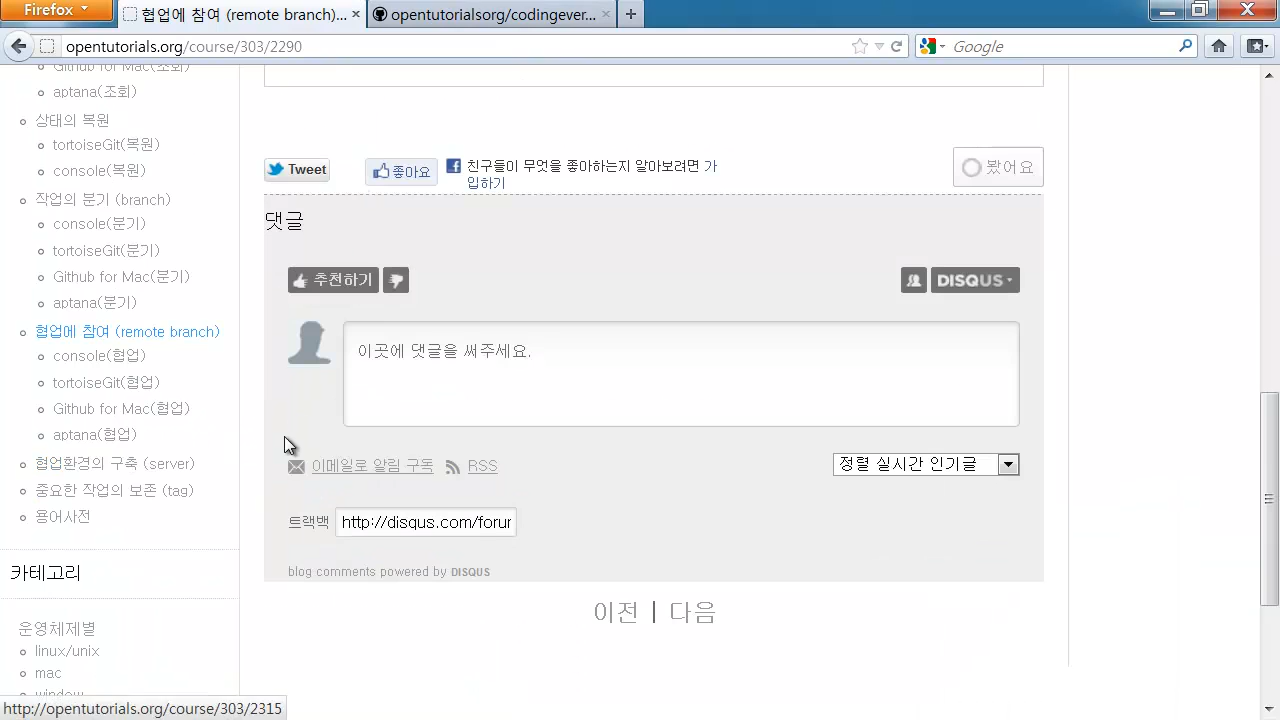 Firefox
협업에 참여 (remote branch)...
opentutorialsorg/codingever...
opentutorials.org/course/303/2290
Google
Github for Mac(조회)
aptana(조회)
상태의 복원
tortoiseGit(복원)
console(복원)
작업의 분기 (branch)
console(분기)
tortoiseGit(분기)
Github for Mac(분기)
aptana(분기)
협업에 참여 (remote branch)
console(협업)
tortoiseGit(협업)
Github for Mac(협업)
aptana(협업)
협업환경의 구축 (server)
중요한 작업의 보존 (tag)
용어사전
카테고리
운영체제별
linux/unix
mac
window
Tweet
좋아요
친구들이 무엇을 좋아하는지 알아보려면 가
입하기
봤어요
댓글
추천하기
DISQUS
이곳에 댓글을 써주세요.
이메일로 알림 구독
RSS
정렬 실시간 인기글
트랙백 http://disqus.com/forur
blog comments powered by DISQUS
이전 | 다음
http://opentutorials.org/course/303/2315